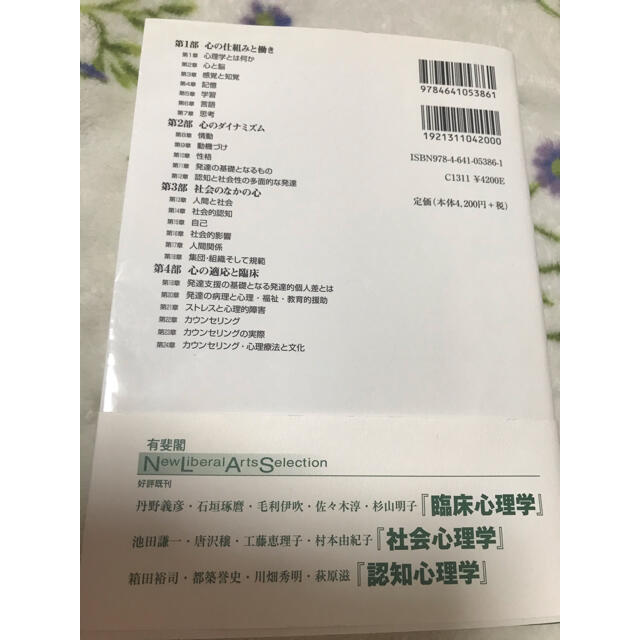 第1部 心の仕組みと働き
第1章 心理学とは何か
第2章 心と脳
第3章 感覚と知覚
第4章 記憶
第5章 学習
第6章 言語
第7章 思考
第2部 心のダイナミズム
第8章 情動
第9章 動機づけ
第10章 性格
第11章 発達の基礎となるもの
第12章 認知と社会性の多面的な発達
第3部 社会のなかの心
第13章 人間と社会
第14章 社会的認知
第15章 自己
第16章 社会的影響
第17章 人間関係
第18章 集団・組織そして規範
第4部 心の適応と臨床
第19章 発達支援の基礎となる発達的個人差とは
第20章 発達の病理と心理・福祉・教育的援助
第21章 ストレスと心理的障害
第22章 カウンセリング
第23章 カウンセリングの実際
第24章 カウンセリング・心理療法と文化
9784641053861
1921311042000
ISBN978-4-641-05386-1
C1311 ¥4200E
定価(本体4,200円+税)
有斐閣
New Liberal Arts Selection
好評既刊
丹野義彦・石垣琢麿・毛利伊吹・佐々木淳・杉山明子『臨床心理学』
池田謙一・唐沢穣・工藤恵理子・村本由紀子『社会心理学』
箱田裕司・都築誉史・川畑秀明・萩原滋『認知心理学』